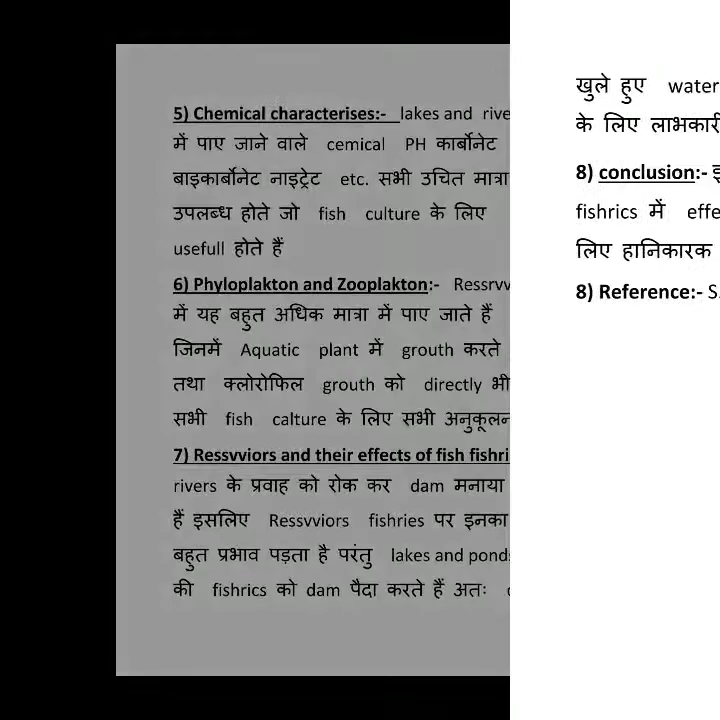 5) Chemical characterises:- lakes and rive
में पाए जाने वाले cemical PH कार्बोनेट
बाइकार्बोनेट नाइट्रेट etc. सभी उचित मात्रा
उपलब्ध होते जो fish culture के लिए
usefull होते हैं
6) Phyloplakton and Zooplakton:- Ressrvv
में यह बहुत अधिक मात्रा में पाए जाते हैं
जिनमें Aquatic plant में grouth करते
तथा क्लोरोफिल grouth को directly भी
सभी fish calture के लिए सभी अनुकूलन
7) Ressvviors and their effects of fish fishri
rivers के प्रवाह को रोक कर dam मनाया
हैं इसलिए Ressvviors fishries पर इनका
बहुत प्रभाव पड़ता है परंतु lakes and ponds
की fishrics को dam पैदा करते हैं अतः
खुले हुए water
के लिए लाभकारी
8) conclusion:-
fishrics में effe
लिए हानिकारक
8) Reference:- S.